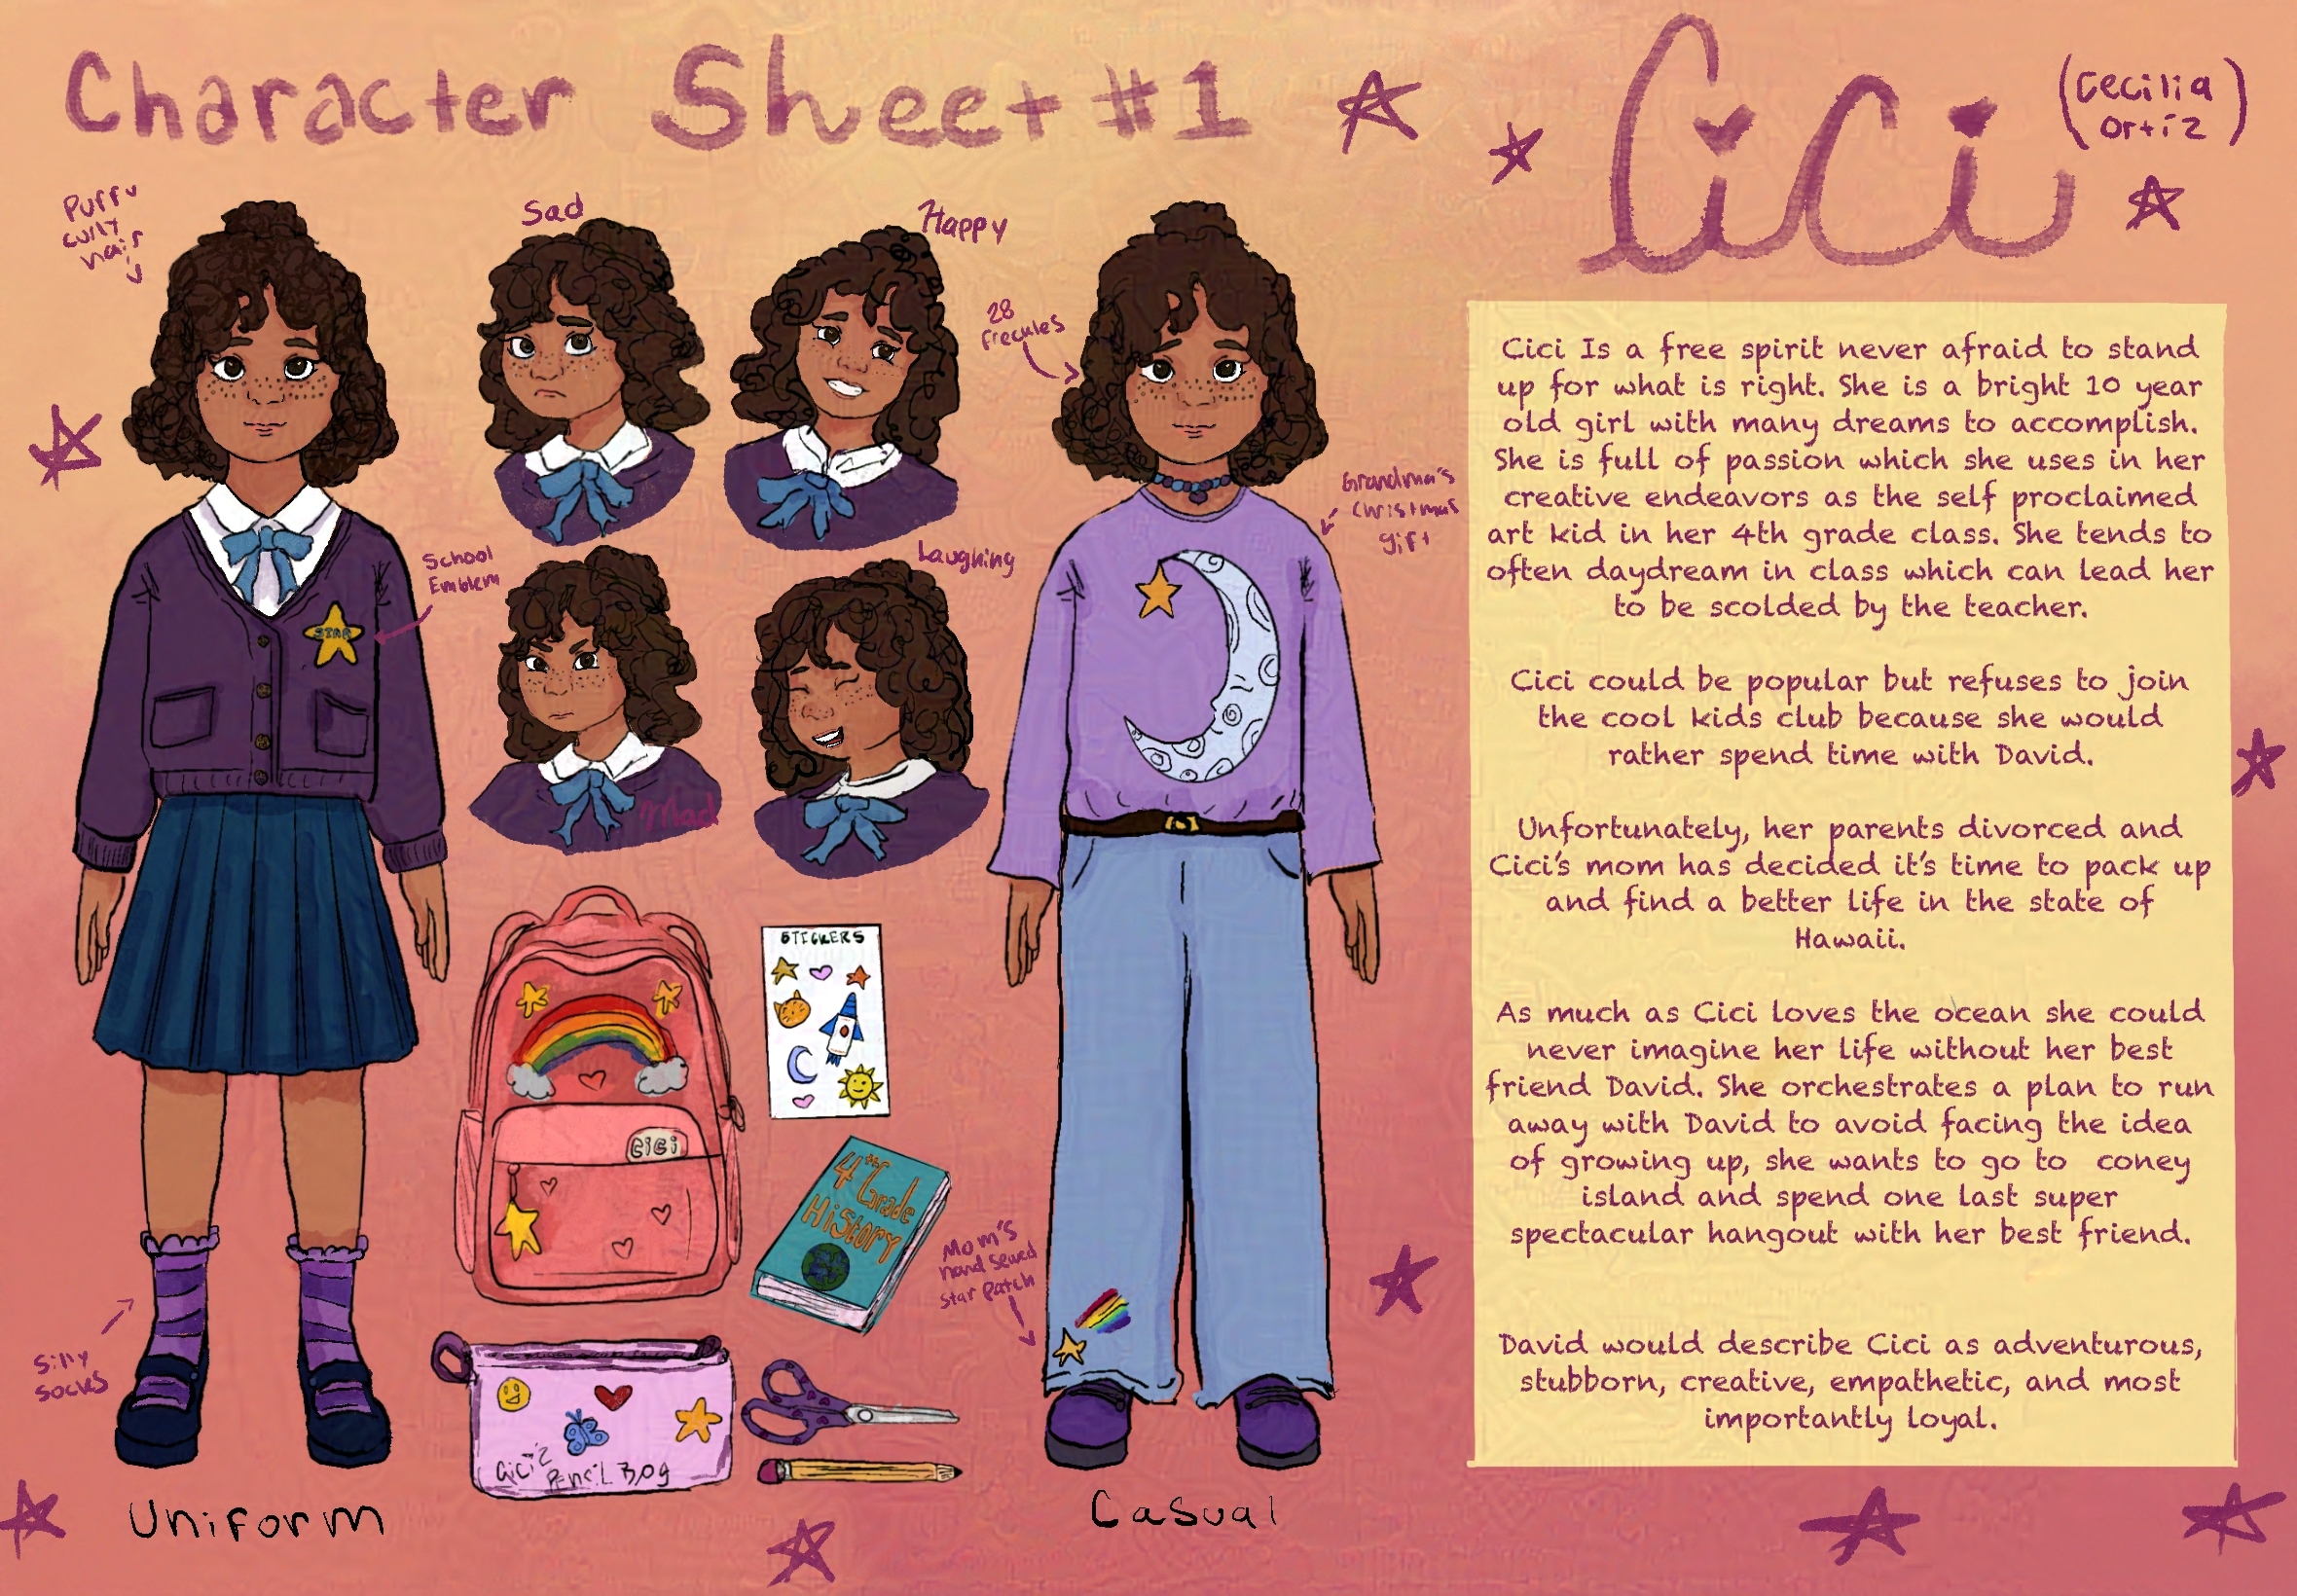 Character Sheet #1
Cici
(Cecilia
Ortiz)
Puffy
curly
hair
Sad
Happy
28
freckles
School
Emblem
STAR
Mad
Laughing
Grandma's
Christmas
gift
STICKERS
CiCi
4th Grade
History
Mom's
hand sewed
star patch
Silly
socks
CiCi'z
Pencil Bag
Uniform
Casual
Cici Is a free spirit never afraid to stand
up for what is right. She is a bright 10 year
old girl with many dreams to accomplish.
She is full of passion which she uses in her
creative endeavors as the self proclaimed
art kid in her 4th grade class. She tends to
often daydream in class which can lead her
to be scolded by the teacher.
Cici could be popular but refuses to join
the cool kids club because she would
rather spend time with David.
Unfortunately, her parents divorced and
Cici's mom has decided it's time to pack up
and find a better life in the state of
Hawaii.
As much as Cici loves the ocean she could
never imagine her life without her best
friend David. She orchestrates a plan to run
away with David to avoid facing the idea
of growing up, she wants to go to coney
island and spend one last super
spectacular hangout with her best friend.
David would describe Cici as adventurous,
stubborn, creative, empathetic, and most
importantly loyal.